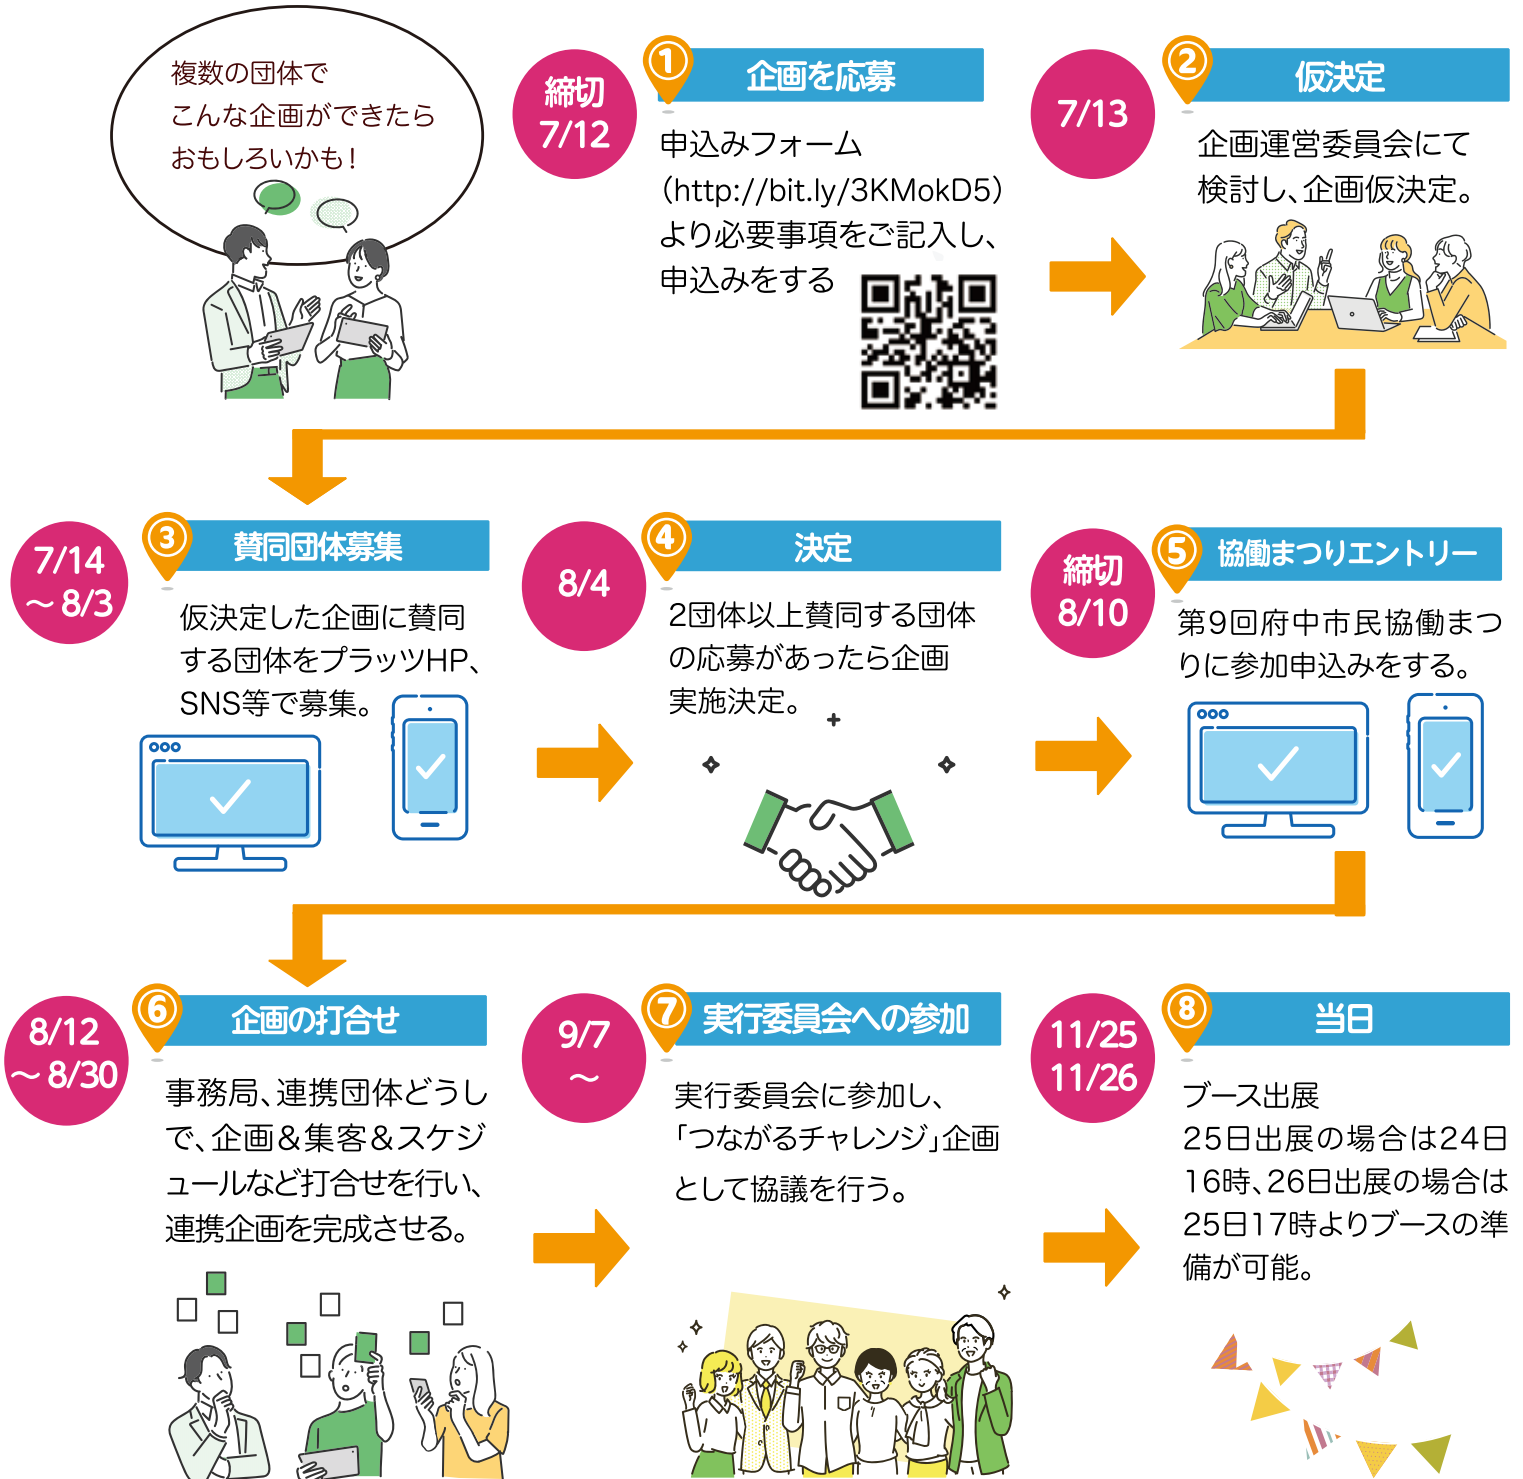 複数の団体で
こんな企画ができたら
おもしろいかも！
締切
7/12
①
企画を応募
申込みフォーム
（http://bit.ly/3KMokD5）
より必要事項をご記入し、
申込みをする
7/13
②
仮決定
企画運営委員会にて
検討し、企画仮決定。
7/14
～8/3
③
賛同団体募集
仮決定した企画に賛同
する団体をプラッツHP、
SNS等で募集。
8/4
④
決定
2団体以上賛同する団体
の応募があったら企画
実施決定。
締切
8/10
⑤
協働まつりエントリー
第9回府中市民協働まつ
りに参加申込みをする。
8/12
～8/30
⑥
企画の打合せ
事務局、連携団体どうし
で、企画＆集客＆スケジ
ュールなど打合せを行い、
連携企画を完成させる。
9/7
～
⑦
実行委員会への参加
実行委員会に参加し、
「つながるチャレンジ」企画
として協議を行う。
11/25
11/26
⑧
当日
ブース出展
25日出展の場合は24日
16時、26日出展の場合は
25日17時よりブースの準
備が可能。